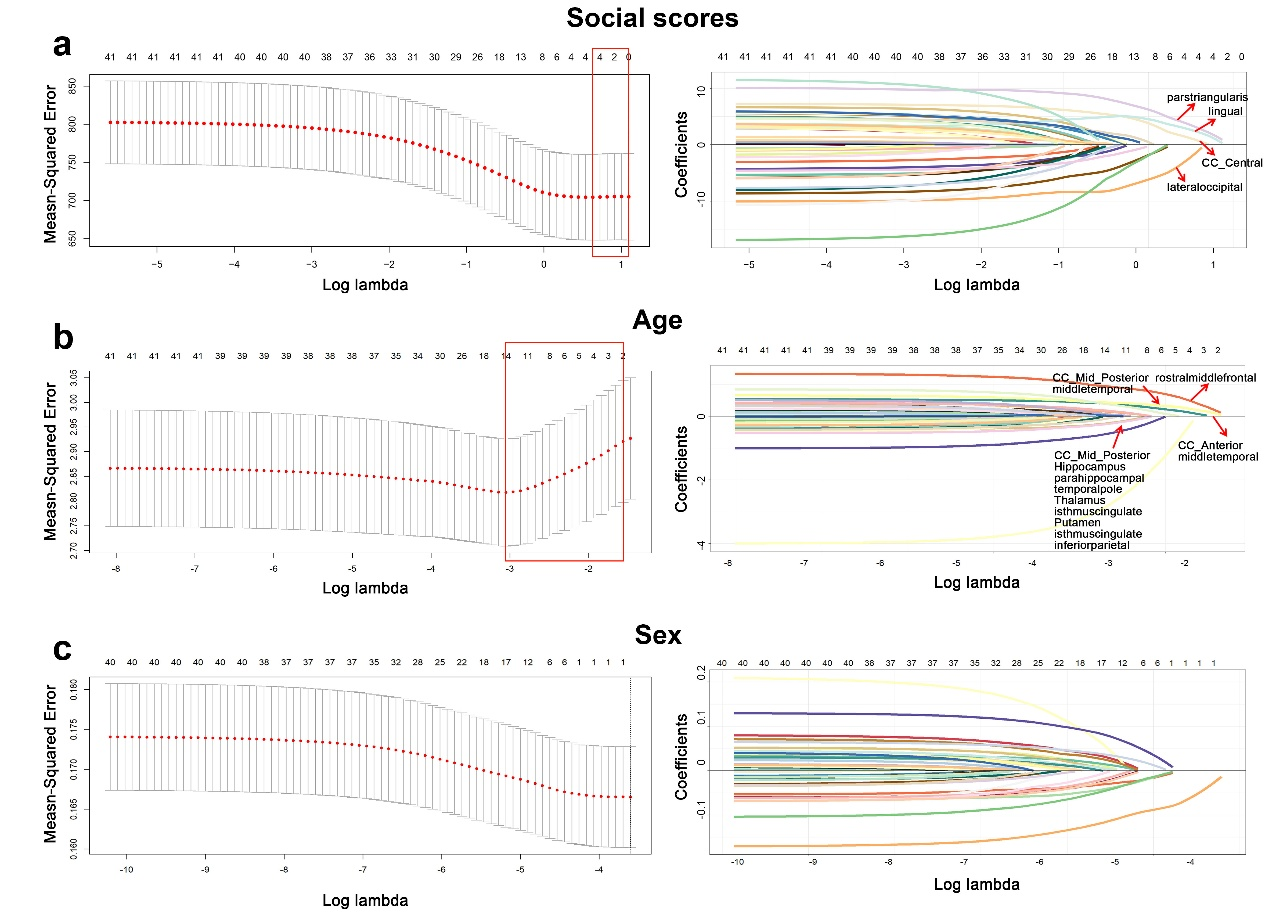 Social scores
a
41 41 41 41 41 40 40 40 40 38 37 36 33 31 30 29 26 16 8 6 4 4 4 2 0
Measn-Squared Error
850
800
750
700
650
−5 −4 −3 −2 −1 0 1
Log lambda
41 41 41 41 41 40 40 40 40 38 37 36 33 31 30 29 26 16 8 6 4 4 2 0
Coefficients
10
0
-10
parstriangularis
lingual
CC_Central
lateraloccipital
−5 −4 −3 −2 −1 0 1
Log lambda
Age
b
41 41 41 41 41 39 39 39 39 38 38 38 37 35 34 30 26 18 14 11 8 6 5 4 3 2
Measn-Squared Error
3.05
3.00
2.95
2.90
2.85
2.80
2.75
2.70
-8 -7 -6 -5 -4 -3 -2
Log lambda
41 41 41 41 41 39 39 39 39 38 38 38 37 35 34 30 26 18 14 11 8 6 5 4 3 2
Coefficients
0
-2
-4
CC_Mid_Posterior
middletemporal
rostralmiddlefrontal
CC_Anterior
middletemporal
CC_Mid_Posterior
Hippocampus
parahippocampal
temporalpole
Thalamus
isthmuscingulate
Putamen
isthmuscingulate
inferiorparietal
-8 -7 -6 -5 -4 -3 -2
Log lambda
Sex
c
40 40 40 40 40 40 40 38 37 37 37 37 35 32 28 25 22 18 17 12 6 6 1 1 1
Measn-Squared Error
0.180
0.175
0.170
0.165
0.160
-10 -9 -8 -7 -6 -5 -4
Log lambda
40 40 40 40 40 40 40 38 37 37 37 37 35 32 28 25 22 18 17 12 6 6 1 1 1
Coefficients
0.2
0.1
0
-0.1
-10 -9 -8 -7 -6 -5 -4
Log lambda